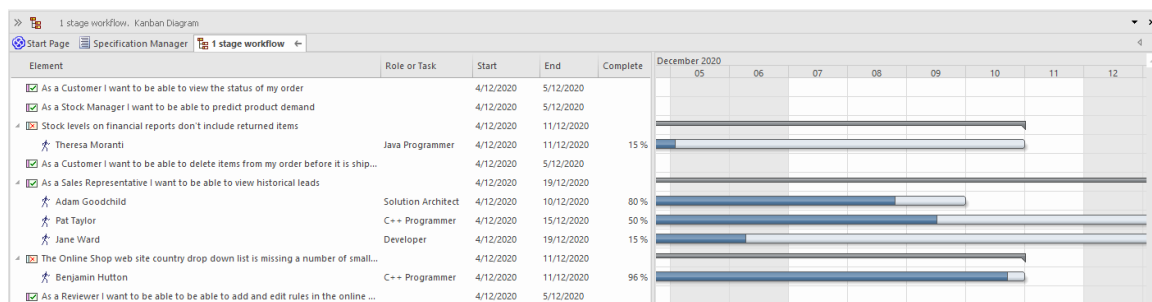 1 stage workflow. Kanban Diagram
Start Page Specification Manager 1 stage workflow
Element Role or Task Start End Complete December 2020
05 06 07 08 09 10 11 12
As a Customer I want to be able to view the status of my order 4/12/2020 5/12/2020
As a Stock Manager I want to be able to predict product demand 4/12/2020 5/12/2020
Stock levels on financial reports don't include returned items 4/12/2020 11/12/2020
Theresa Moranti Java Programmer 4/12/2020 11/12/2020 15 %
As a Customer I want to be able to delete items from my order before it is ship... 4/12/2020 5/12/2020
As a Sales Representative I want to be able to view historical leads 4/12/2020 19/12/2020
Adam Goodchild Solution Architect 4/12/2020 10/12/2020 80 %
Pat Taylor C++ Programmer 4/12/2020 15/12/2020 50 %
Jane Ward Developer 4/12/2020 19/12/2020 15 %
The Online Shop web site country drop down list is missing a number of small... 4/12/2020 11/12/2020
Benjamin Hutton C++ Programmer 4/12/2020 11/12/2020 96 %
As a Reviewer I want to be able to be able to add and edit rules in the online ... 4/12/2020 5/12/2020